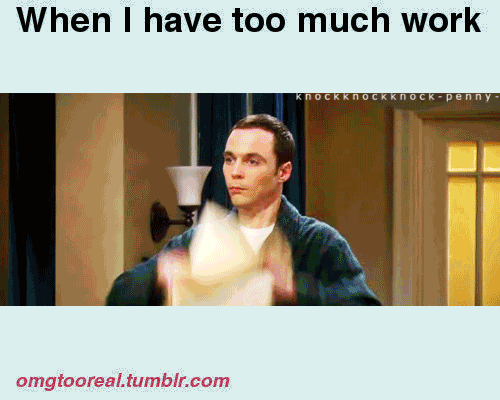 When I have too much work
knockknockknock-penny-
omgtooreal.tumblr.com